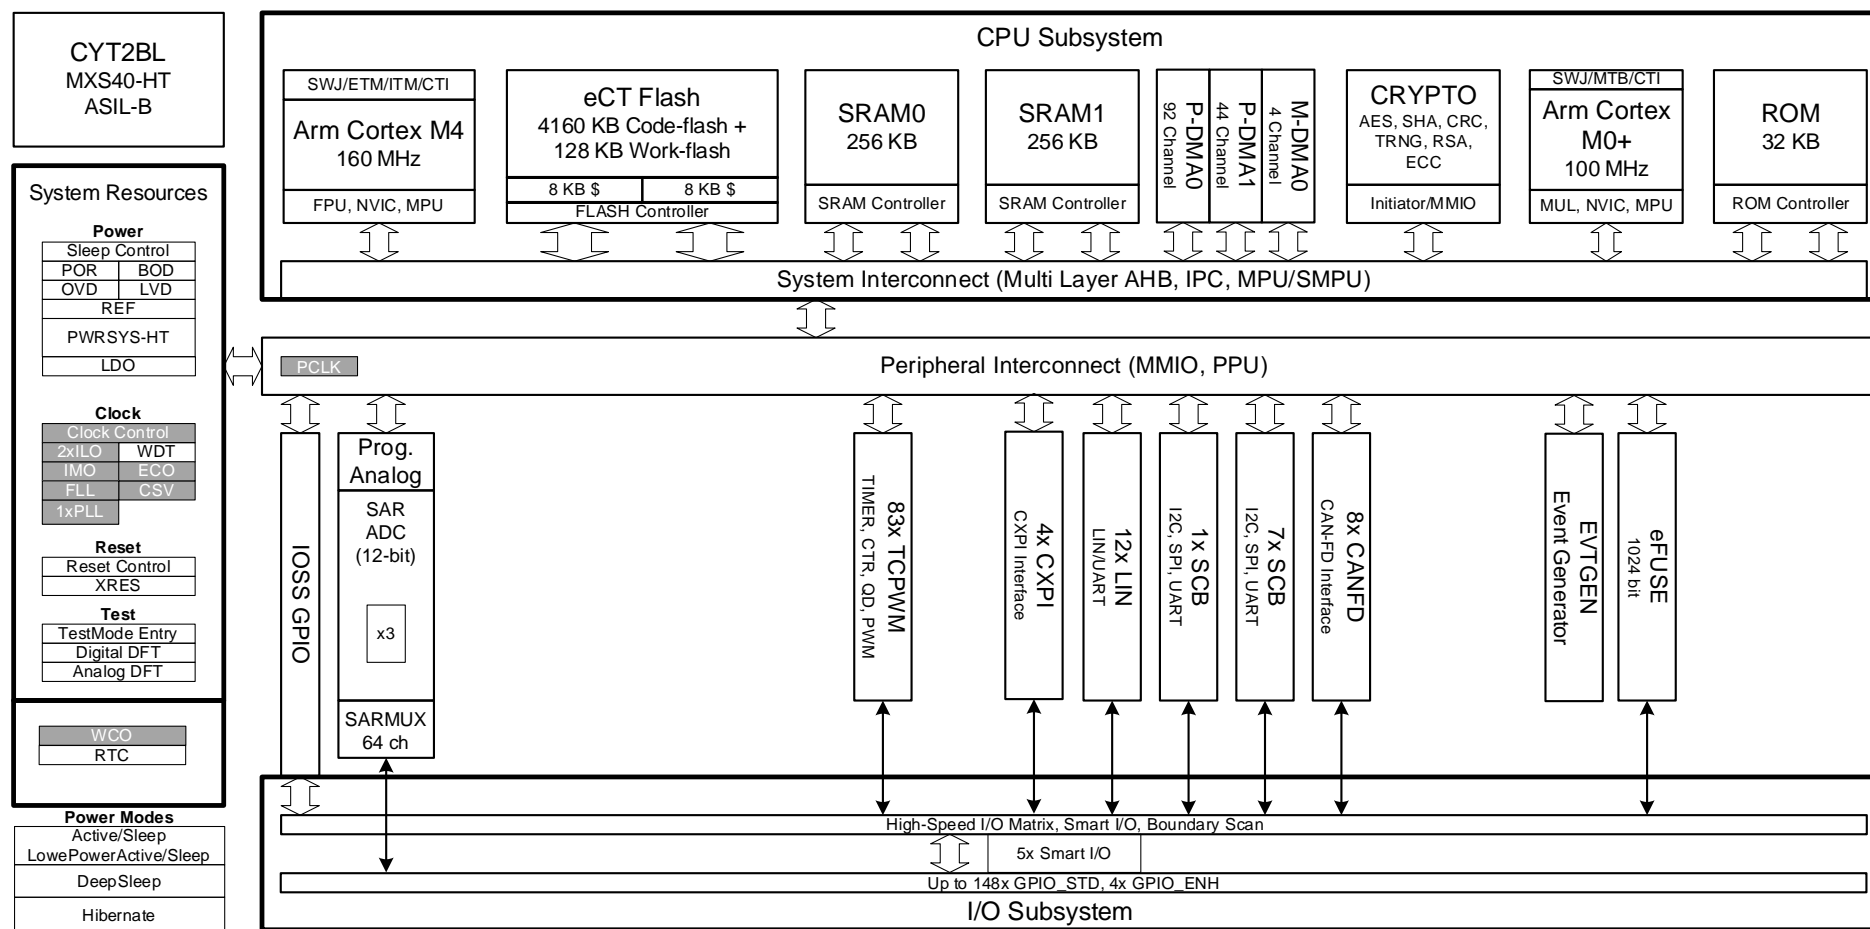 CYT2BL
MXS40-HT
ASIL-B
System Resources
Power
Sleep Control
POR BOD
OVD LVD
REF
PWRSYS-HT
LDO
Clock
Clock Control
2xILO WDT
IMO ECO
FLL CSV
1xPLL
Reset
Reset Control
XRES
Test
TestMode Entry
Digital DFT
Analog DFT
WCO
RTC
Power Modes
Active/Sleep
LowePowerActive/Sleep
DeepSleep
Hibernate
CPU Subsystem
SWJ/ETM/ITM/CTI
Arm Cortex M4
160 MHz
FPU, NVIC, MPU
eCT Flash
4160 KB Code-flash +
128 KB Work-flash
8 KB $ 8 KB $
FLASH Controller
SRAM0
256 KB
SRAM Controller
SRAM1
256 KB
SRAM Controller
P-DMA0
92 Channel
P-DMA1
44 Channel
M-DMA0
4 Channel
CRYPTO
AES, SHA, CRC,
TRNG, RSA,
ECC
Initiator/MMIO
SWJ/MTB/CTI
Arm Cortex
M0+
100 MHz
MUL, NVIC, MPU
ROM
32 KB
ROM Controller
System Interconnect (Multi Layer AHB, IPC, MPU/SMPU)
PCLK
Peripheral Interconnect (MMIO, PPU)
IOSS GPIO
Prog.
Analog
SAR
ADC
(12-bit)
x3
SARMUX
64 ch
83x TCPWM
TIMER, CTR, QD, PWM
4x CXPI
CXPI Interface
12x LIN
LIN/UART
1x SCB
I2C, SPI, UART
7x SCB
I2C, SPI, UART
8x CANFD
CAN-FD Interface
EVTGEN
Event Generator
eFUSE
1024 bit
High-Speed I/O Matrix, Smart I/O, Boundary Scan
5x Smart I/O
Up to 148x GPIO_STD, 4x GPIO_ENH
I/O Subsystem